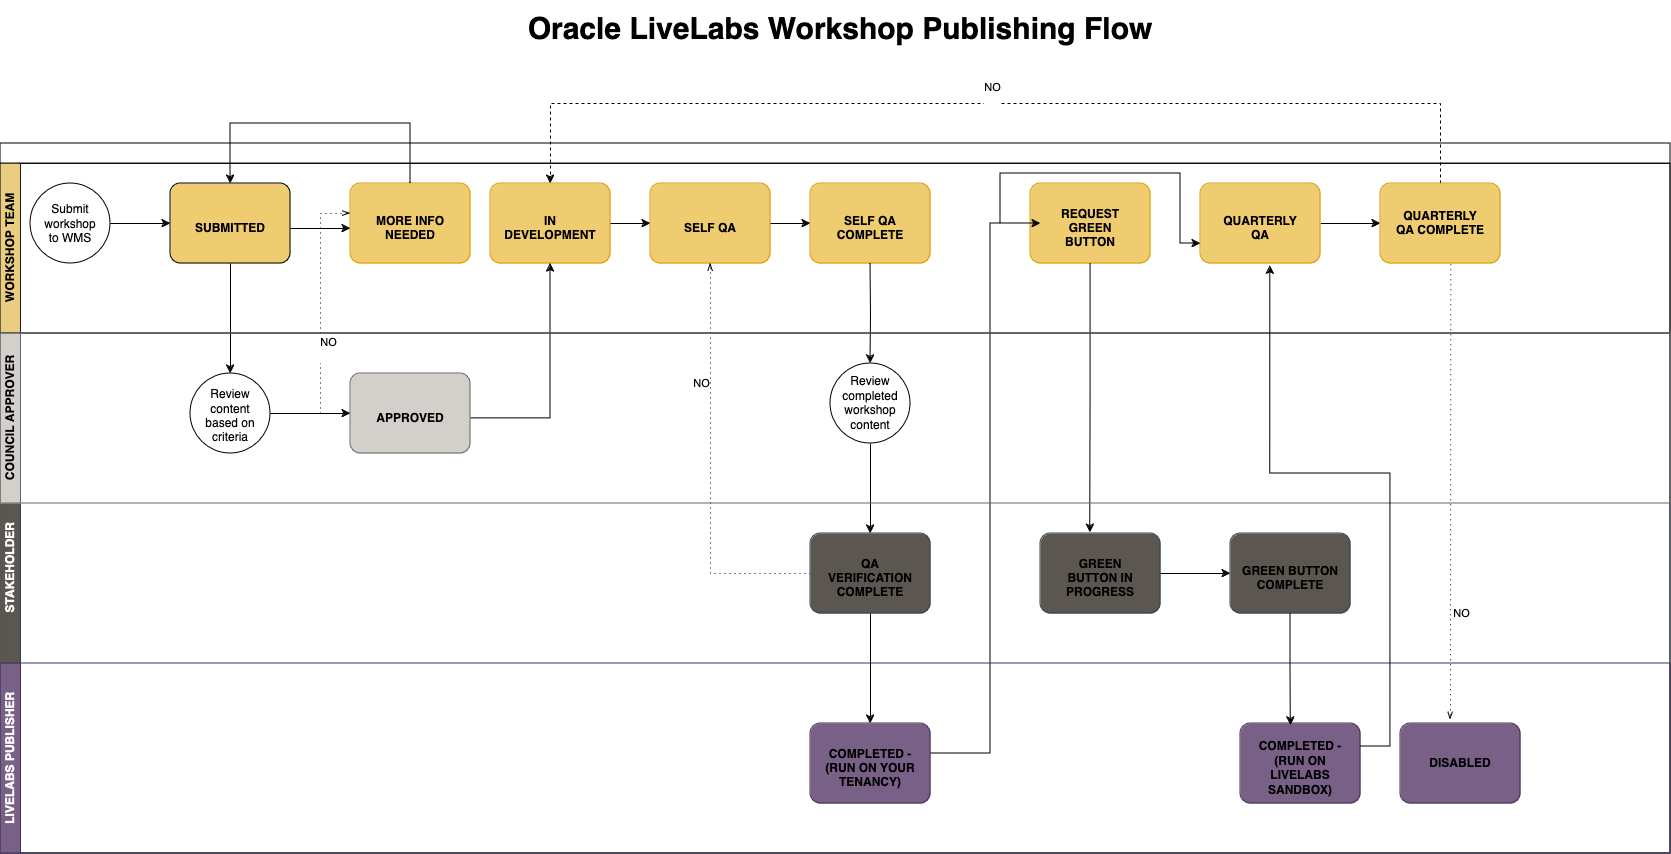 Oracle LiveLabs Workshop Publishing Flow
NO
WORKSHOP TEAM
Submit
workshop
to WMS
SUBMITTED
MORE INFO
NEEDED
IN
DEVELOPMENT
SELF QA
SELF QA
COMPLETE
REQUEST
GREEN
BUTTON
QUARTERLY
QA
QUARTERLY
QA COMPLETE
COUNCIL APPROVER
NO
Review
content
based on
criteria
APPROVED
NO
Review
completed
workshop
content
STAKEHOLDER
QA
VERIFICATION
COMPLETE
GREEN
BUTTON IN
PROGRESS
GREEN BUTTON
COMPLETE
NO
LIVELABS PUBLISHER
COMPLETED -
(RUN ON YOUR
TENANCY)
COMPLETED -
(RUN ON
LIVELABS
SANDBOX)
DISABLED